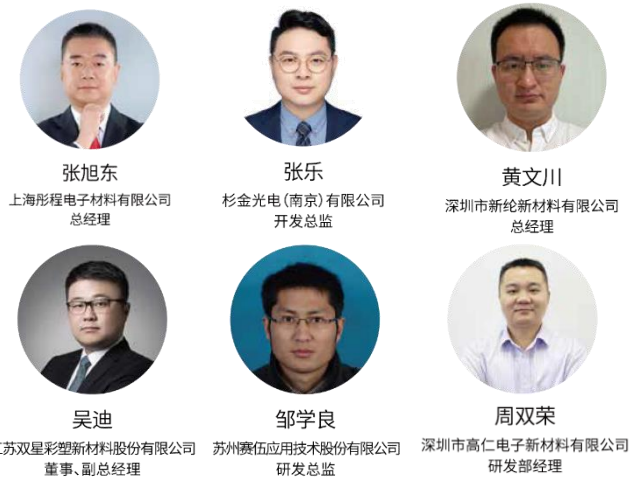 张旭东
上海彤程电子材料有限公司
总经理
张乐
杉金光电(南京)有限公司
开发总监
黄文川
深圳市新纶新材料有限公司
总经理
吴迪
江苏双星彩塑新材料股份有限公司
董事、副总经理
邹学良
苏州赛伍应用技术股份有限公司
研发总监
周双荣
深圳市高仁电子新材料有限公司
研发部经理